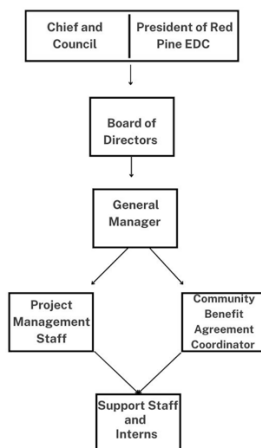 Chief and
Council
President of Red
Pine EDC
Board of
Directors
General
Manager
Project
Management
Staff
Community
Benefit
Agreement
Coordinator
Support Staff
and
Interns